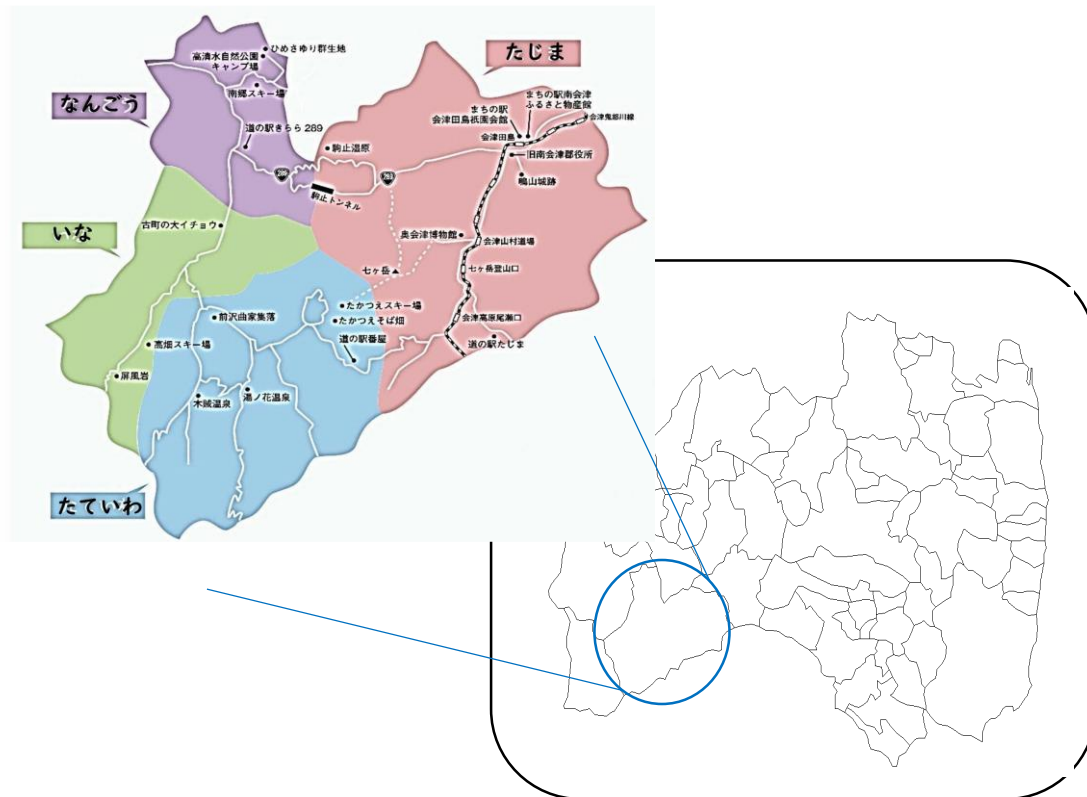 たじま
なんごう
いな
たていわ
ひめさゆり群生地
高清水自然公園
キャンプ場
南郷スキー場
道の駅きらら289
駒止湿原
289
289
駒止トンネル
まちの駅南会津
ふるさと物産館
まちの駅
会津田島祇園会館
会津鬼怒川線
会津田島
旧南会津郡役所
鴫山城跡
古町の大イチョウ
奥会津博物館
会津山村道場
七ヶ岳
七ヶ岳登山口
たかつえスキー場
たかつえそば畑
前沢曲家集落
会津高原尾瀬口
道の駅番屋
道の駅たじま
高畑スキー場
屏風岩
木賊温泉
湯ノ花温泉